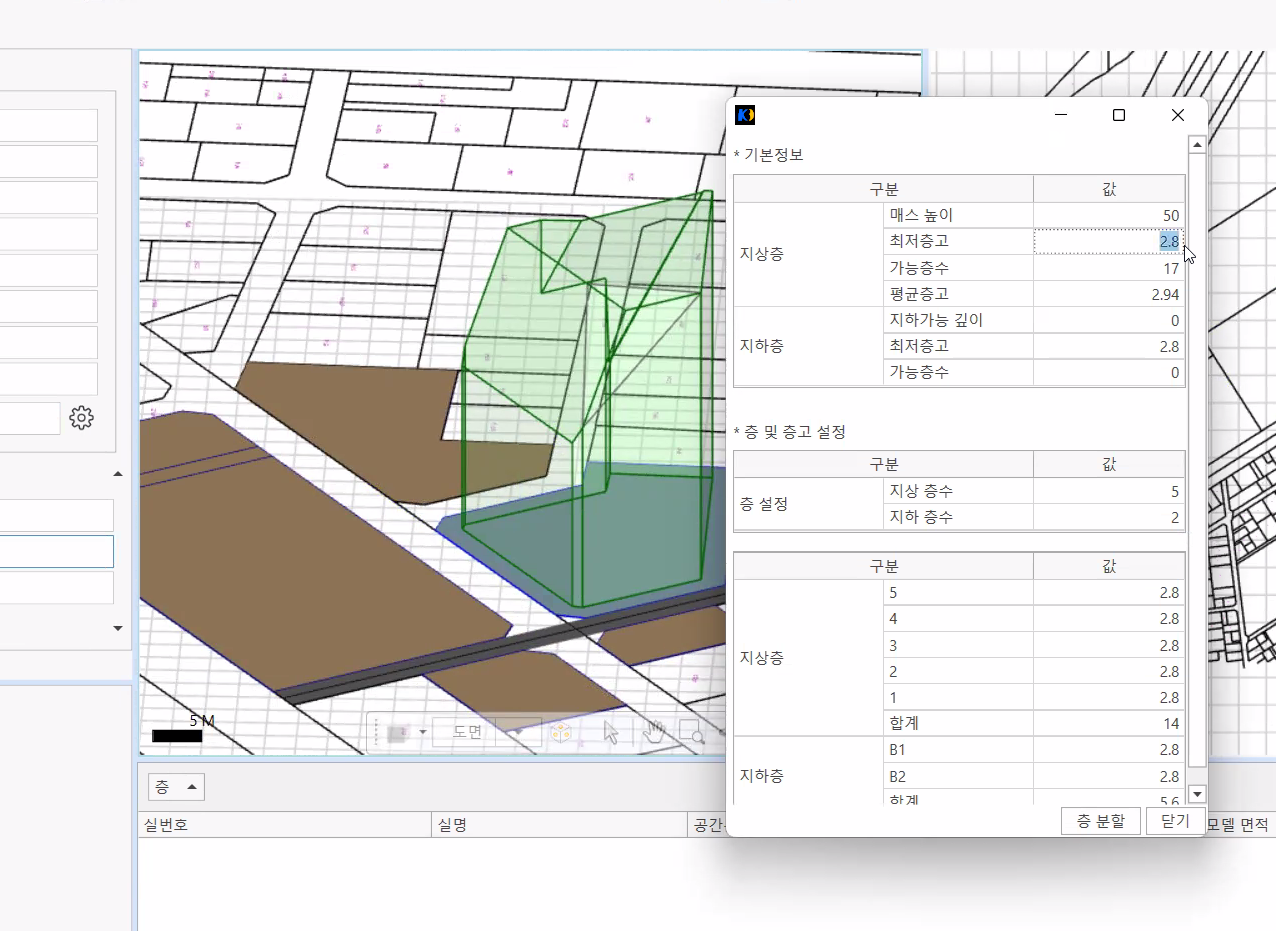 * 기본정보
구분 값
지상층
매스 높이 50
최저층고 2.8
가능층수 17
평균층고 2.94
지하층
지하가능 깊이 0
최저층고 2.8
가능층수 0
* 층 및 층고 설정
구분 값
층 설정
지상 층수 5
지하 층수 2
구분 값
지상층
5 2.8
4 2.8
3 2.8
2 2.8
1 2.8
합계 14
지하층
B1 2.8
B2 2.8
합계 5.6
층 분할 닫기
5 M
도면
층
실번호 실명 공간 모델 면적